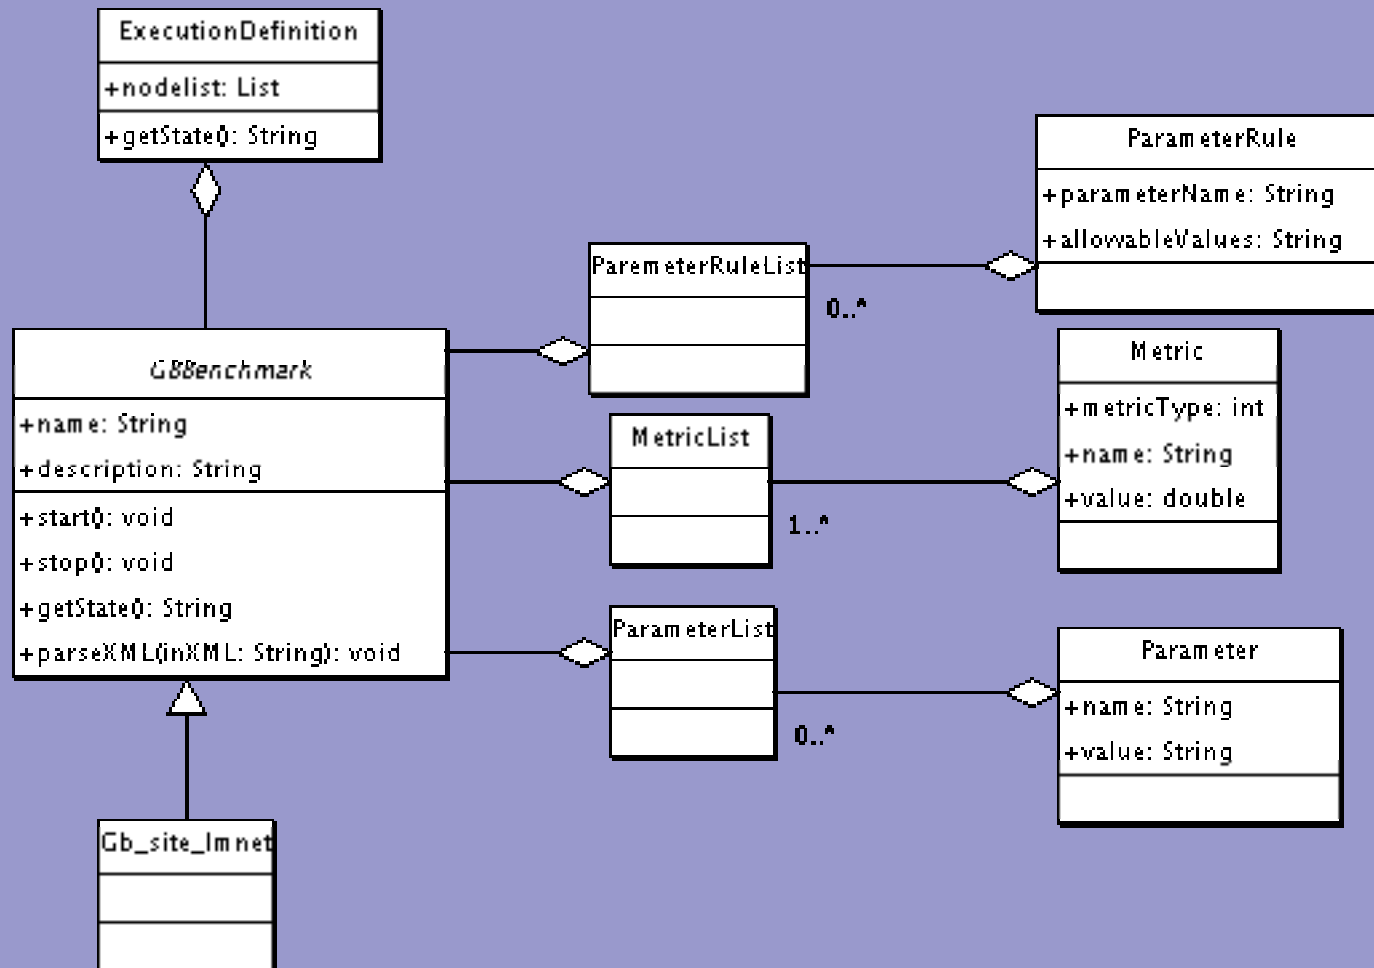 ExecutionDefinition
+nodelist: List
+getState(): String
ParameterRule
+parameterName: String
+allowableValues: String
ParemeterRuleList
0..*
GBBenchmark
+name: String
+description: String
+start(): void
+stop(): void
+getState(): String
+parseXML(inXML: String): void
MetricList
1..*
Metric
+metricType: int
+name: String
+value: double
ParameterList
0..*
Parameter
+name: String
+value: String
Gb_site_lmnet